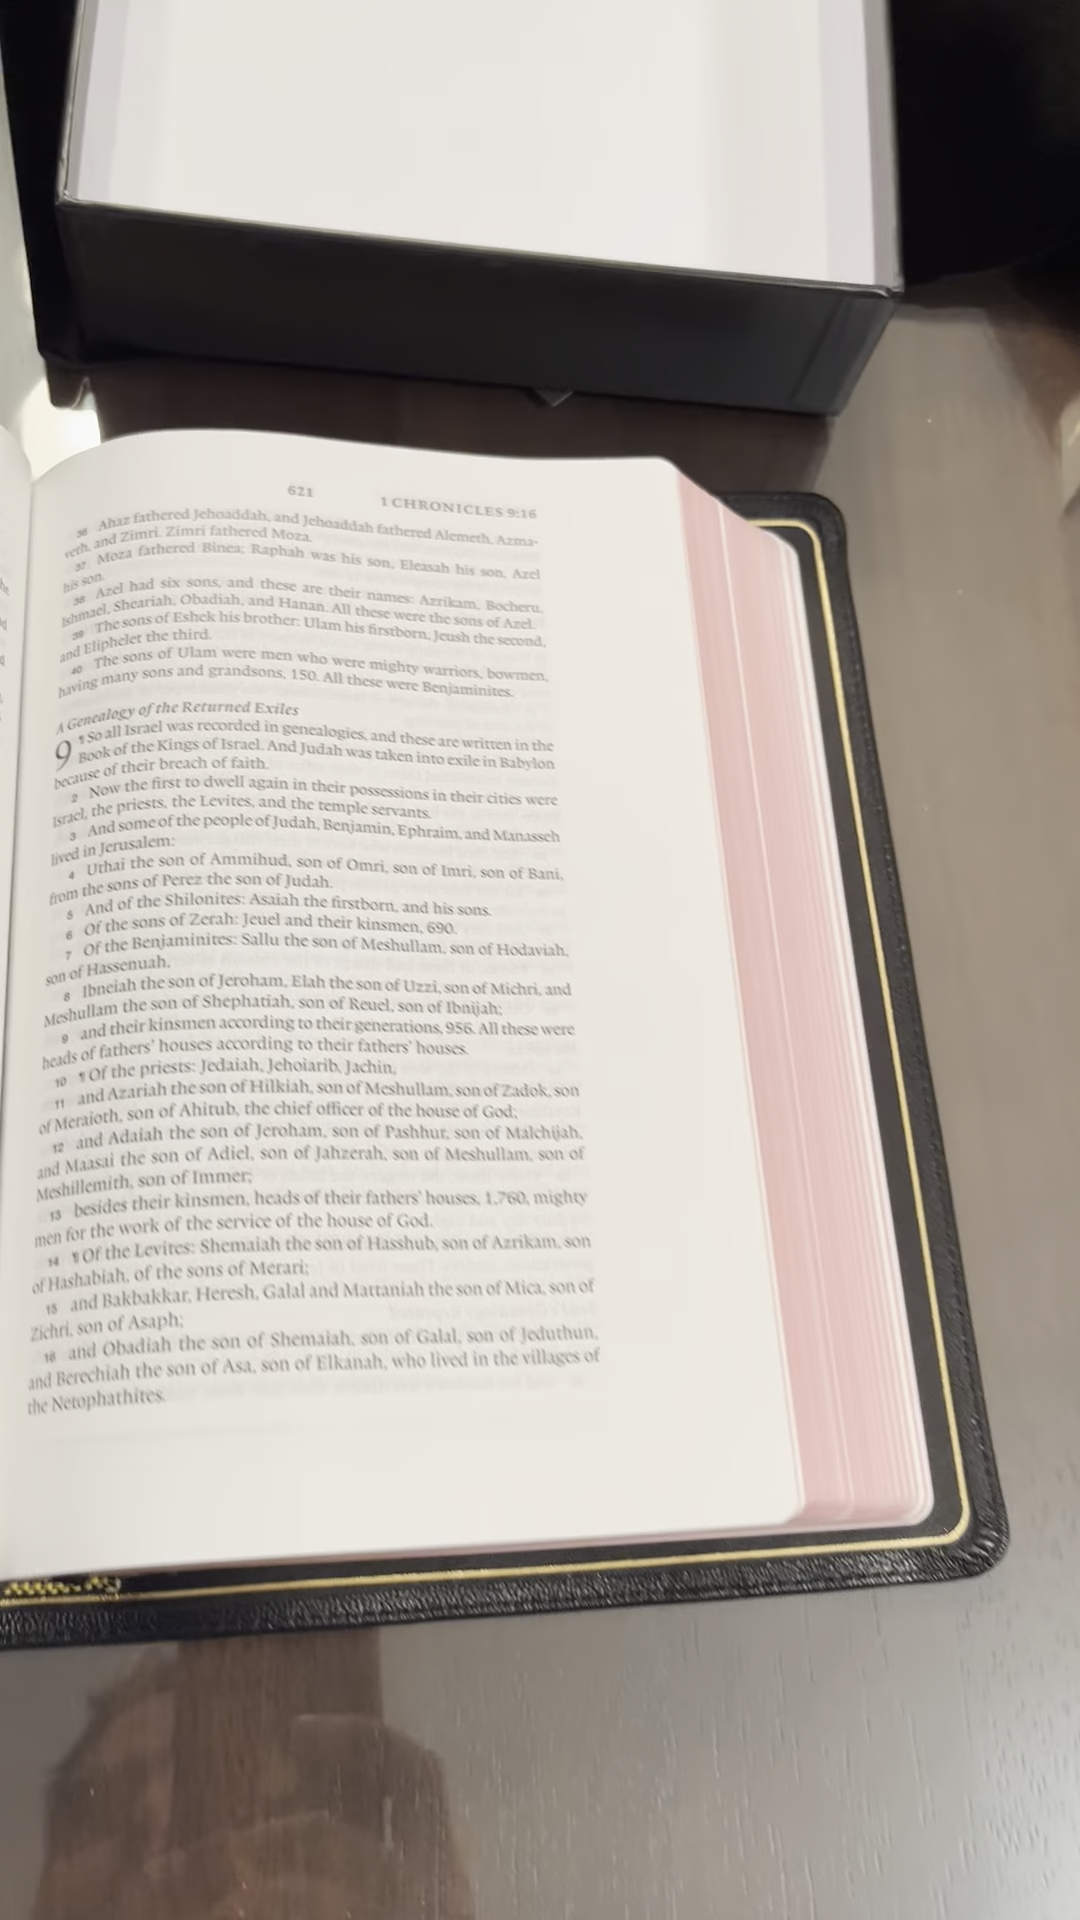 621 1 CHRONICLES 9:16
36 Ahaz fathered Jehoaddah, and Jehoaddah fathered Alemeth, Azma-
veth, and Zimri. Zimri fathered Moza.
37 Moza fathered Binea; Raphah was his son, Eleasah his son, Azel
his son.
38 Azel had six sons, and these are their names: Azrikam, Bocheru,
Ishmael, Sheariah, Obadiah, and Hanan. All these were the sons of Azel.
39 The sons of Eshek his brother: Ulam his firstborn, Jeush the second,
and Eliphelet the third.
40 The sons of Ulam were men who were mighty warriors, bowmen,
having many sons and grandsons, 150. All these were Benjaminites.
A Genealogy of the Returned Exiles
9 ¶ So all Israel was recorded in genealogies, and these are written in the
Book of the Kings of Israel. And Judah was taken into exile in Babylon
because of their breach of faith.
2 Now the first to dwell again in their possessions in their cities were
Israel, the priests, the Levites, and the temple servants.
3 And some of the people of Judah, Benjamin, Ephraim, and Manasseh
lived in Jerusalem:
4 Uthai the son of Ammihud, son of Omri, son of Imri, son of Bani,
from the sons of Perez the son of Judah.
5 And of the Shilonites: Asaiah the firstborn, and his sons.
6 Of the sons of Zerah: Jeuel and their kinsmen, 690.
7 Of the Benjaminites: Sallu the son of Meshullam, son of Hodaviah,
son of Hassenuah,
8 Ibneiah the son of Jeroham, Elah the son of Uzzi, son of Michri, and
Meshullam the son of Shephatiah, son of Reuel, son of Ibnijah;
9 and their kinsmen according to their generations, 956. All these were
heads of fathers' houses according to their fathers' houses.
10 ¶ Of the priests: Jedaiah, Jehoiarib, Jachin,
11 and Azariah the son of Hilkiah, son of Meshullam, son of Zadok, son
of Meraioth, son of Ahitub, the chief officer of the house of God;
12 and Adaiah the son of Jeroham, son of Pashhur, son of Malchijah,
and Maasai the son of Adiel, son of Jahzerah, son of Meshullam, son of
Meshillemith, son of Immer;
13 besides their kinsmen, heads of their fathers' houses, 1,760, mighty
men for the work of the service of the house of God.
14 ¶ Of the Levites: Shemaiah the son of Hasshub, son of Azrikam, son
of Hashabiah, of the sons of Merari;
15 and Bakbakkar, Heresh, Galal and Mattaniah the son of Mica, son of
Zichri, son of Asaph;
16 and Obadiah the son of Shemaiah, son of Galal, son of Jeduthun,
and Berechiah the son of Asa, son of Elkanah, who lived in the villages of
the Netophathites.